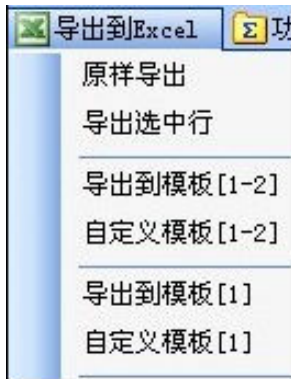 导出到Excel 功
原样导出
导出选中行
导出到模板[1-2]
自定义模板[1-2]
导出到模板[1]
自定义模板[1]